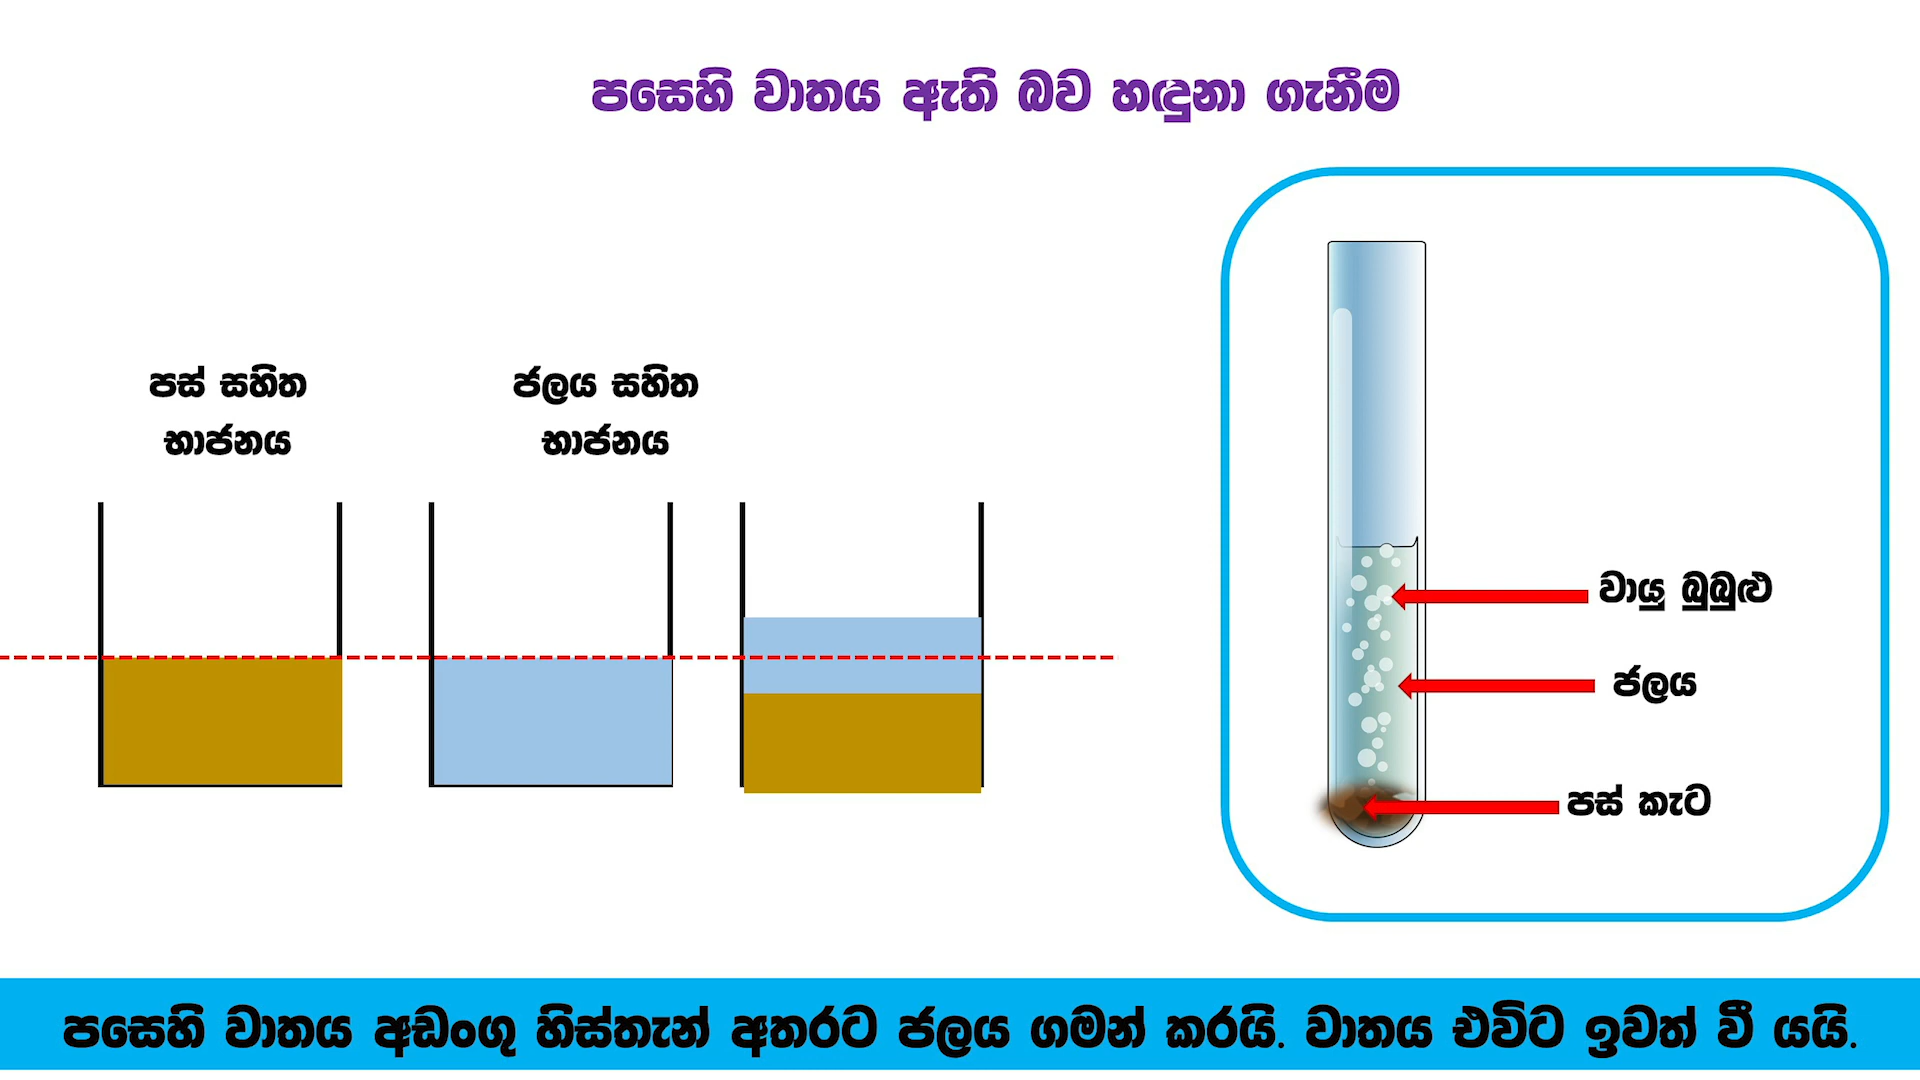 පසෙහි වාතය ඇති බව හඳුනා ගැනීම
පස් සහිත
භාජනය
ජලය සහිත
භාජනය
වායු බුබුළු
ජලය
පස් කැට
පසෙහි වාතය අඩංගු හිස්තැන් අතරට ජලය ගමන් කරයි. වාතය එවිට ඉවත් වී යයි.